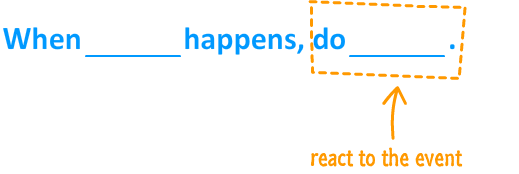 When ______ happens, do ______ .
react to the event